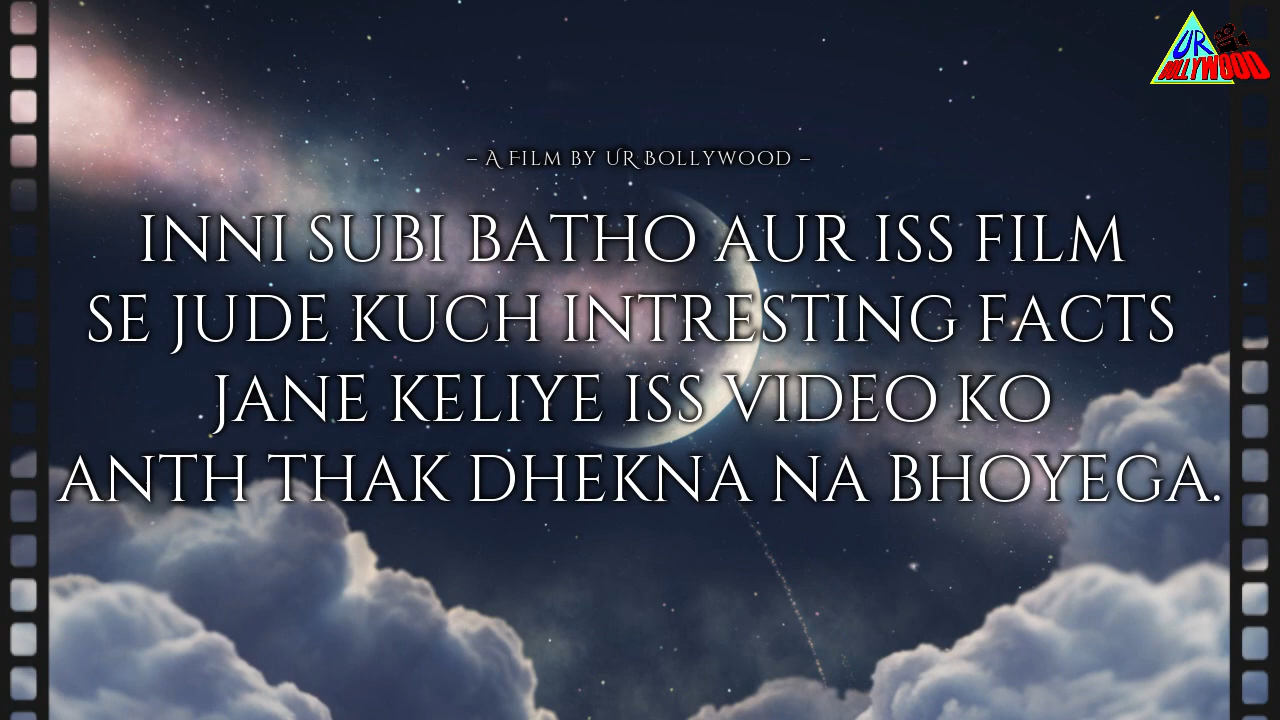 UR
BOLLYWOOD
– A FILM BY UR BOLLYWOOD –
INNI SUBI BATHO AUR ISS FILM
SE JUDE KUCH INTRESTING FACTS
JANE KELIYE ISS VIDEO KO
ANTH THAK DHEKNA NA BHOYEGA.